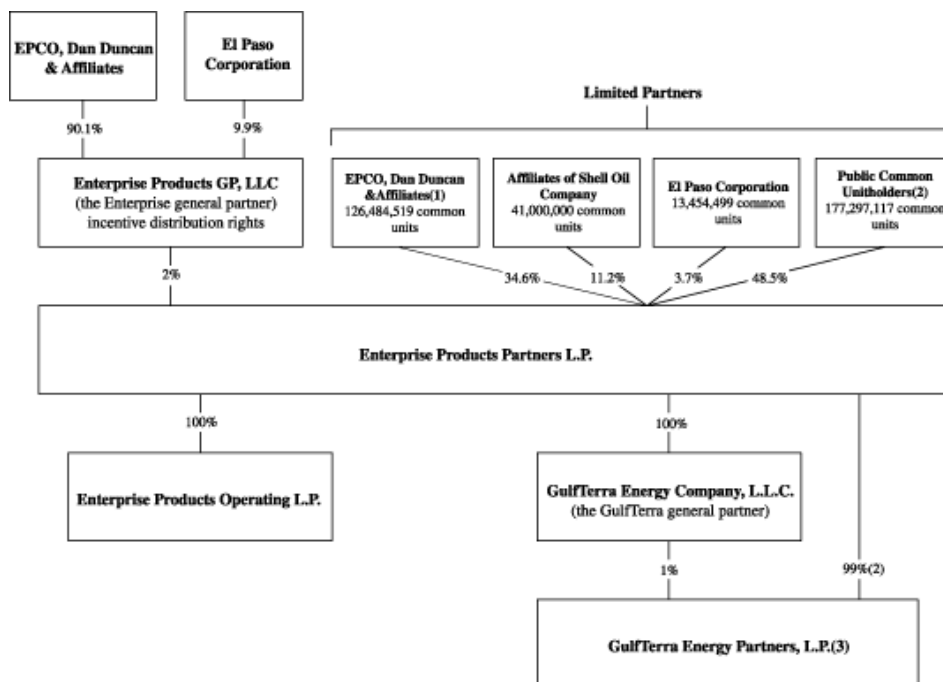 EPCO, Dan Duncan
& Affiliates
El Paso
Corporation
90.1%
9.9%
Limited Partners
Enterprise Products GP, LLC
(the Enterprise general partner)
incentive distribution rights
EPCO, Dan Duncan
&Affiliates(1)
126,484,519 common
units
Affiliates of Shell Oil
Company
41,000,000 common
units
El Paso Corporation
13,454,499 common
units
Public Common
Unitholders(2)
177,297,117 common
units
2%
34.6%
11.2%
3.7%
48.5%
Enterprise Products Partners L.P.
100%
100%
Enterprise Products Operating L.P.
GulfTerra Energy Company, L.L.C.
(the GulfTerra general partner)
1%
99%(2)
GulfTerra Energy Partners, L.P.(3)